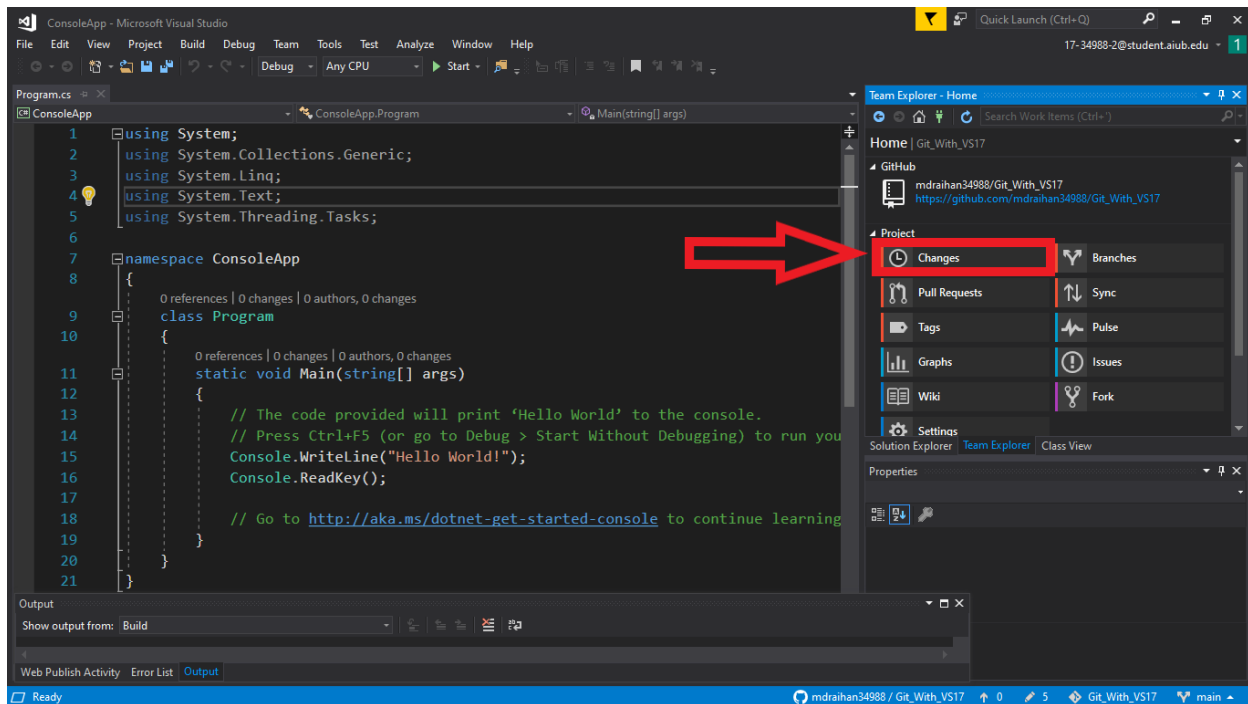 ConsoleApp - Microsoft Visual Studio
Quick Launch (Ctrl+Q)
File Edit View Project Build Debug Team Tools Test Analyze Window Help
17-34988-2@student.aiub.edu 1
Debug Any CPU Start
Program.cs
ConsoleApp ConsoleApp.Program Main(string[] args)
1 using System;
2 using System.Collections.Generic;
3 using System.Linq;
4 using System.Text;
5 using System.Threading.Tasks;
6
7 namespace ConsoleApp
8 {
0 references | 0 changes | 0 authors, 0 changes
9 class Program
10 {
0 references | 0 changes | 0 authors, 0 changes
11 static void Main(string[] args)
12 {
13 // The code provided will print ‘Hello World’ to the console.
14 // Press Ctrl+F5 (or go to Debug > Start Without Debugging) to run you
15 Console.WriteLine("Hello World!");
16 Console.ReadKey();
17
18 // Go to http://aka.ms/dotnet-get-started-console to continue learning
19 }
20 }
21 }
Team Explorer - Home
Search Work Items (Ctrl+')
Home | Git_With_VS17
GitHub
mdraihan34988/Git_With_VS17
https://github.com/mdraihan34988/Git_With_VS17
Project
Changes Branches
Pull Requests Sync
Tags Pulse
Graphs Issues
Wiki Fork
Settings
Solution Explorer Team Explorer Class View
Properties
Output
Show output from: Build
Web Publish Activity Error List Output
Ready mdraihan34988 / Git_With_VS17 0 5 Git_With_VS17 main